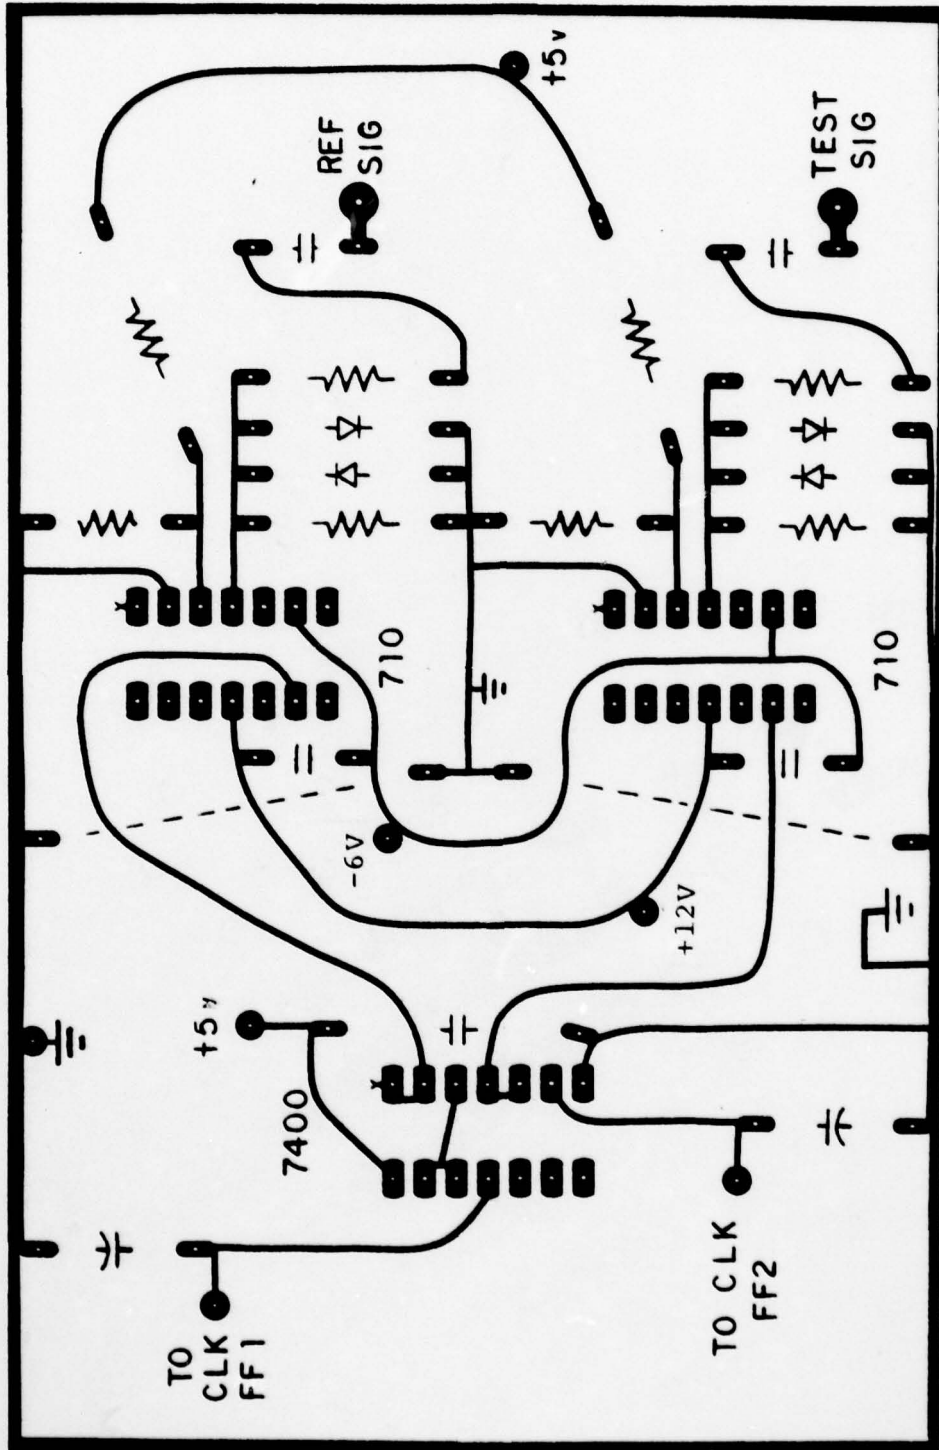 +5v
REF
SIG
TEST
SIG
710
710
-6V
+12V
+5v
7400
TO
CLK
FF1
TO CLK
FF2